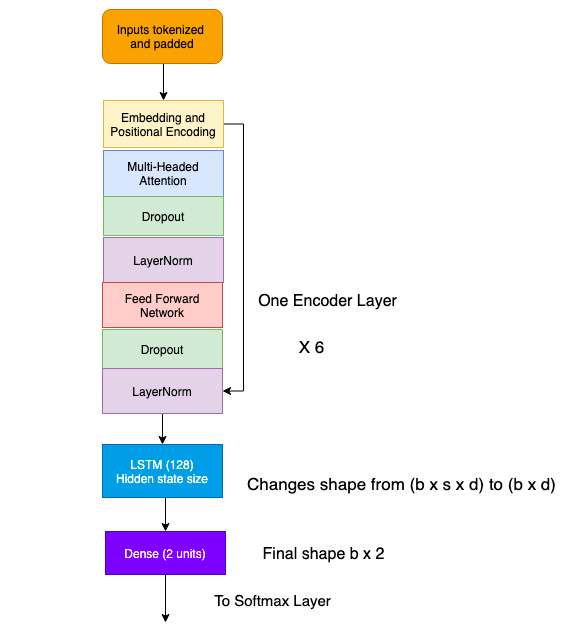 Inputs tokenized
and padded
Embedding and
Positional Encoding
Multi-Headed
Attention
Dropout
LayerNorm
Feed Forward
Network
One Encoder Layer
Dropout
X 6
LayerNorm
LSTM (128)
Hidden state size
Changes shape from (b x s x d) to (b x d)
Dense (2 units)
Final shape b x 2
To Softmax Layer